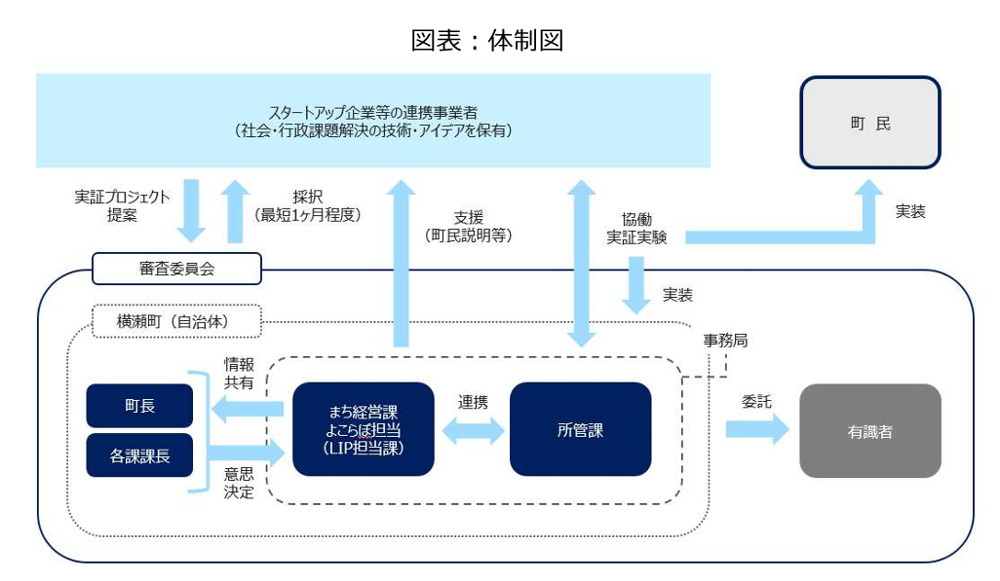 図表：体制図
スタートアップ企業等の連携事業者
（社会・行政課題解決の技術・アイデアを保有）
町　民
実証プロジェクト
提案
採択
（最短1ヶ月程度）
支援
（町民説明等）
協働
実証実験
実装
審査委員会
実装
横瀬町（自治体）
事務局
情報
共有
町長
各課課長
意思
決定
まち経営課
よこらぼ担当
（LIP担当課）
連携
所管課
委託
有識者